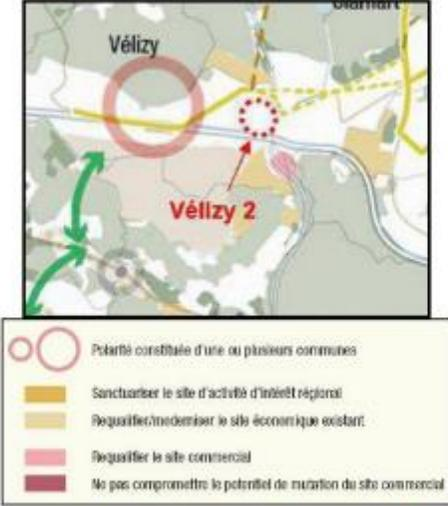 Clamart
Vélizy
Vélizy 2
Polarité constituée d'une ou plusieurs communes
Sanctuariser le site d'activité d'intérêt régional
Requalifier/moderniser le site économique existant
Requalifier le site commercial
Ne pas compromettre le potentiel de mutation du site commercial